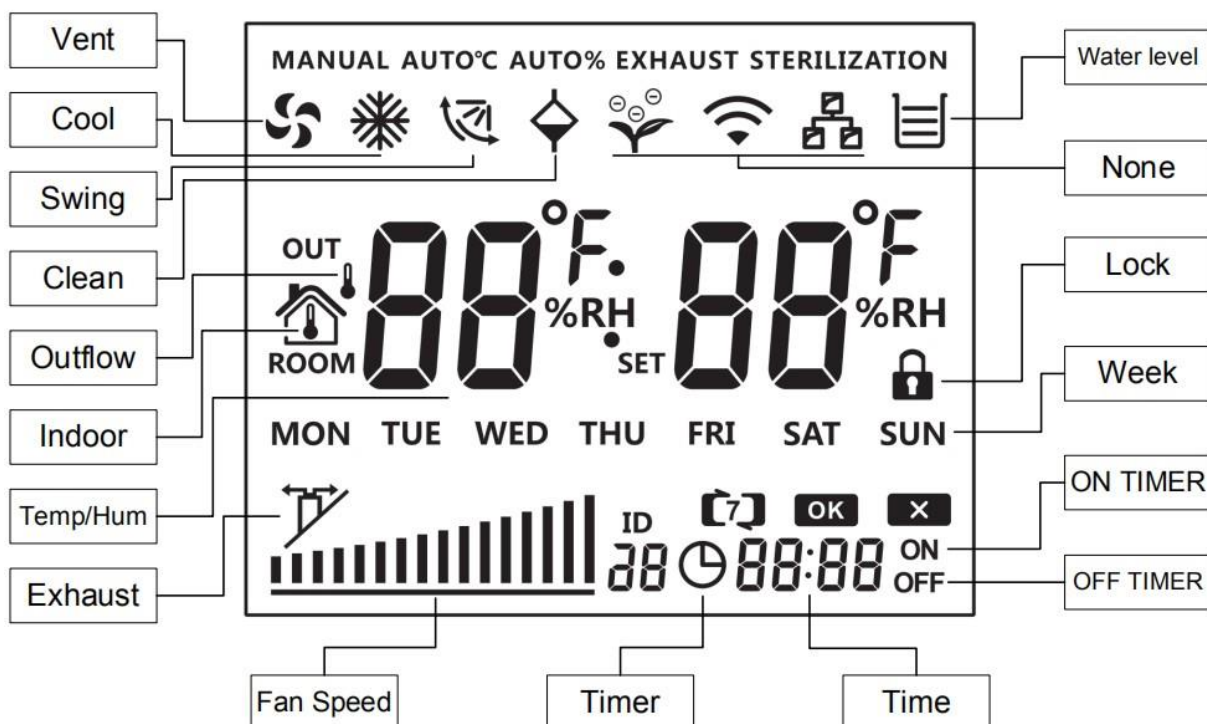 Vent
Cool
Swing
Clean
Outflow
Indoor
Temp/Hum
Exhaust
MANUAL AUTO°C AUTO% EXHAUST STERILIZATION
OUT
88°F 88°F
%RH %RH
ROOM
SET
MON TUE WED THU FRI SAT SUN
ID
7 OK X
28 88:88 ON
OFF
Water level
None
Lock
Week
ON TIMER
OFF TIMER
Fan Speed Timer Time